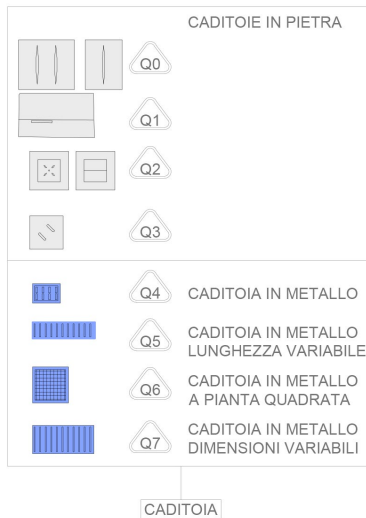 CADITOIE IN PIETRA
Q0
Q1
Q2
Q3
Q4 CADITOIA IN METALLO
Q5 CADITOIA IN METALLO
LUNGHEZZA VARIABILE
Q6 CADITOIA IN METALLO
A PIANTA QUADRATA
Q7 CADITOIA IN METALLO
DIMENSIONI VARIABILI
CADITOIA